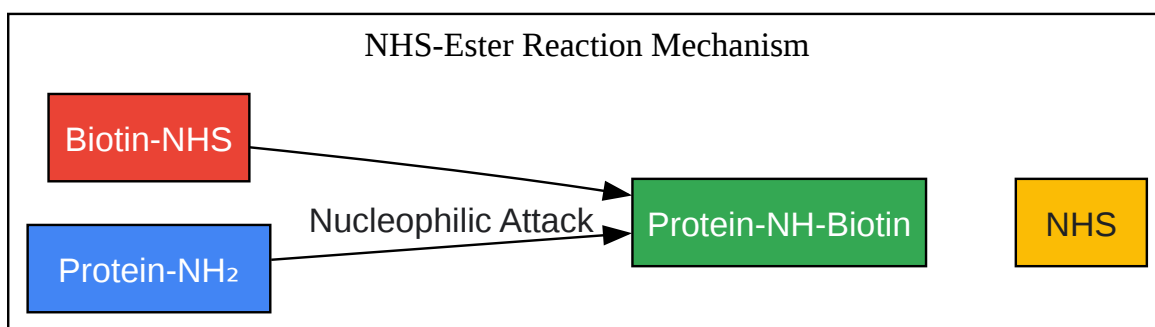 NHS-Ester Reaction Mechanism
Biotin-NHS
Nucleophilic Attack
Protein-NH₂
Protein-NH-Biotin
NHS